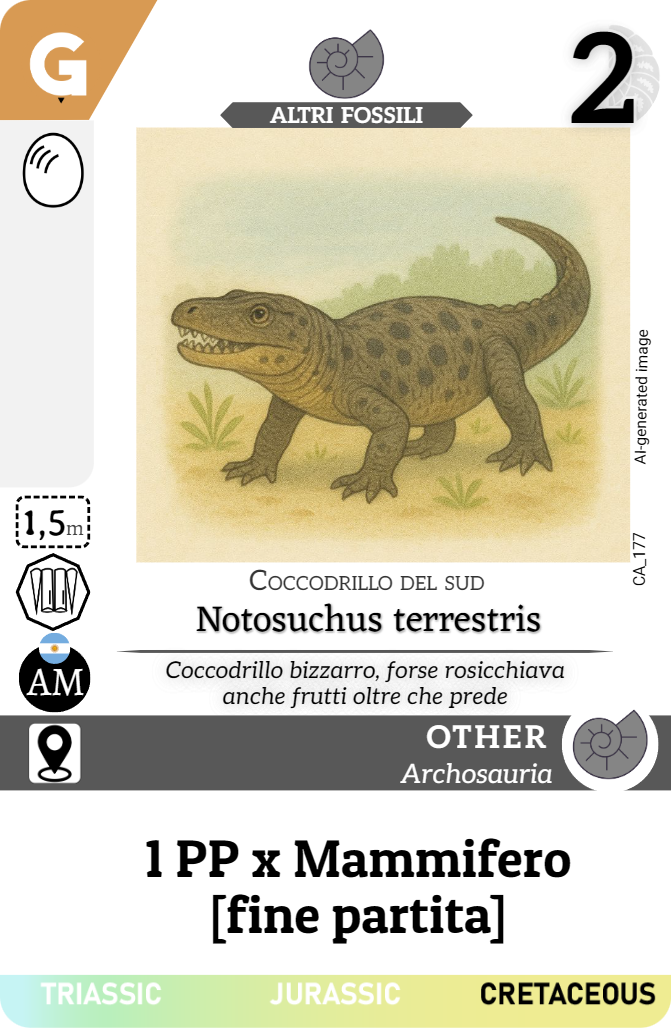 G
2
ALTRI FOSSILI
AI-generated image
CA_177
1,5m
AM
Coccodrillo del sud
Notosuchus terrestris
Coccodrillo bizzarro, forse rosicchiava
anche frutti oltre che prede
OTHER
Archosauria
1 PP x Mammifero
[fine partita]
TRIASSIC JURASSIC CRETACEOUS